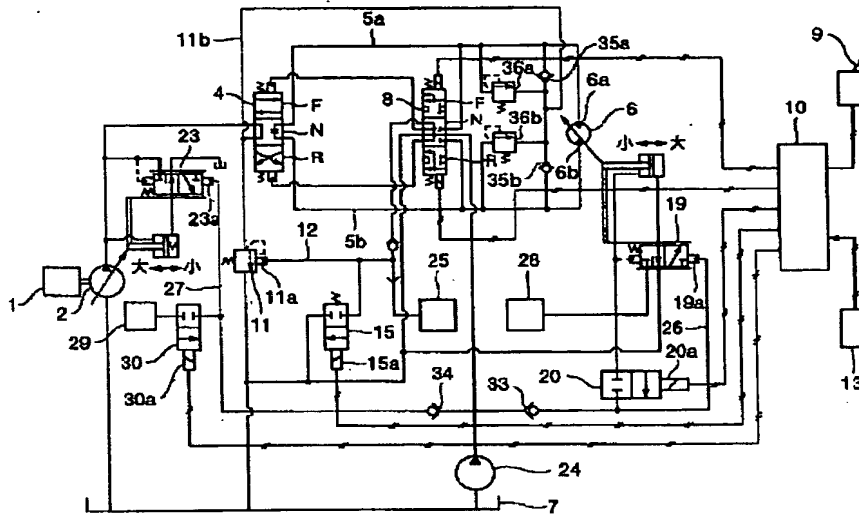 5a
11b
35a
9
4
F
N
R
8
F
N
R
36a
36b
35b
6a
6
6b
小
大
10
23
23a
大
小
1
2
27
29
30
30a
5b
12
11
11a
15
15a
25
28
19
19a
26
20
20a
34
33
13
24
7